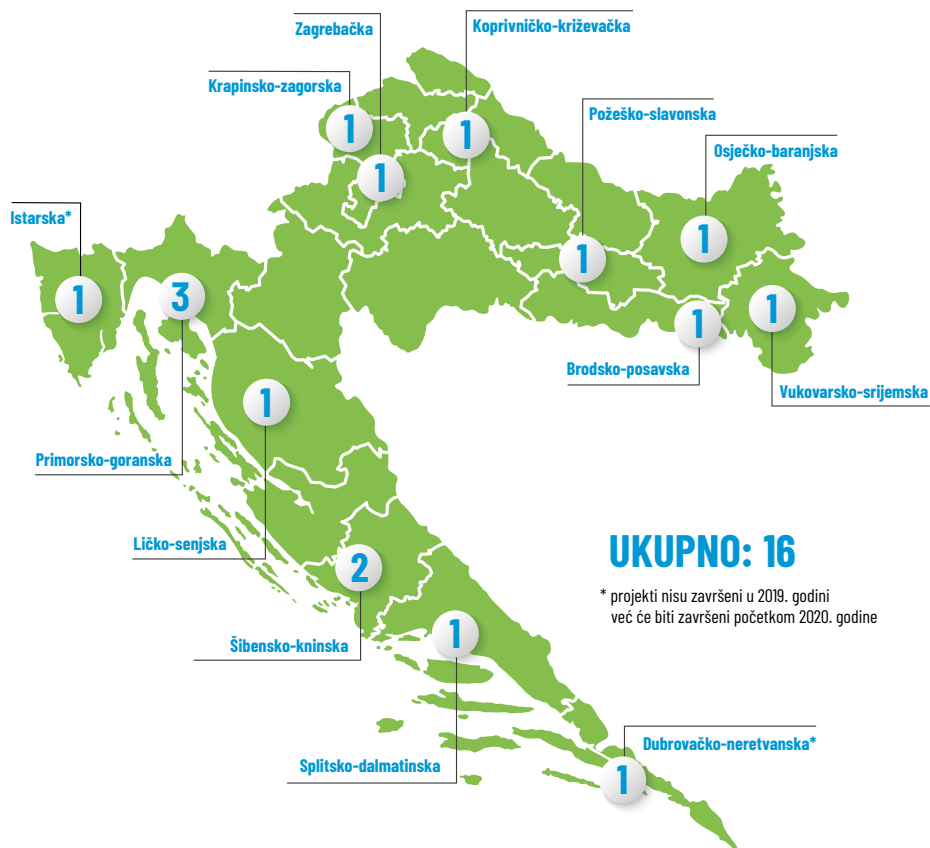 Zagrebačka
Koprivničko-križevačka
Krapinsko-zagorska
Požeško-slavonska
Osječko-baranjska
1
1
1
Istarska*
1
1
1
3
1
1
Brodsko-posavska
Vukovarsko-srijemska
1
Primorsko-goranska
Ličko-senjska
UKUPNO: 16
2
* projekti nisu završeni u 2019. godini
već će biti završeni početkom 2020. godine
Šibensko-kninska
1
Dubrovačko-neretvanska*
Splitsko-dalmatinska
1